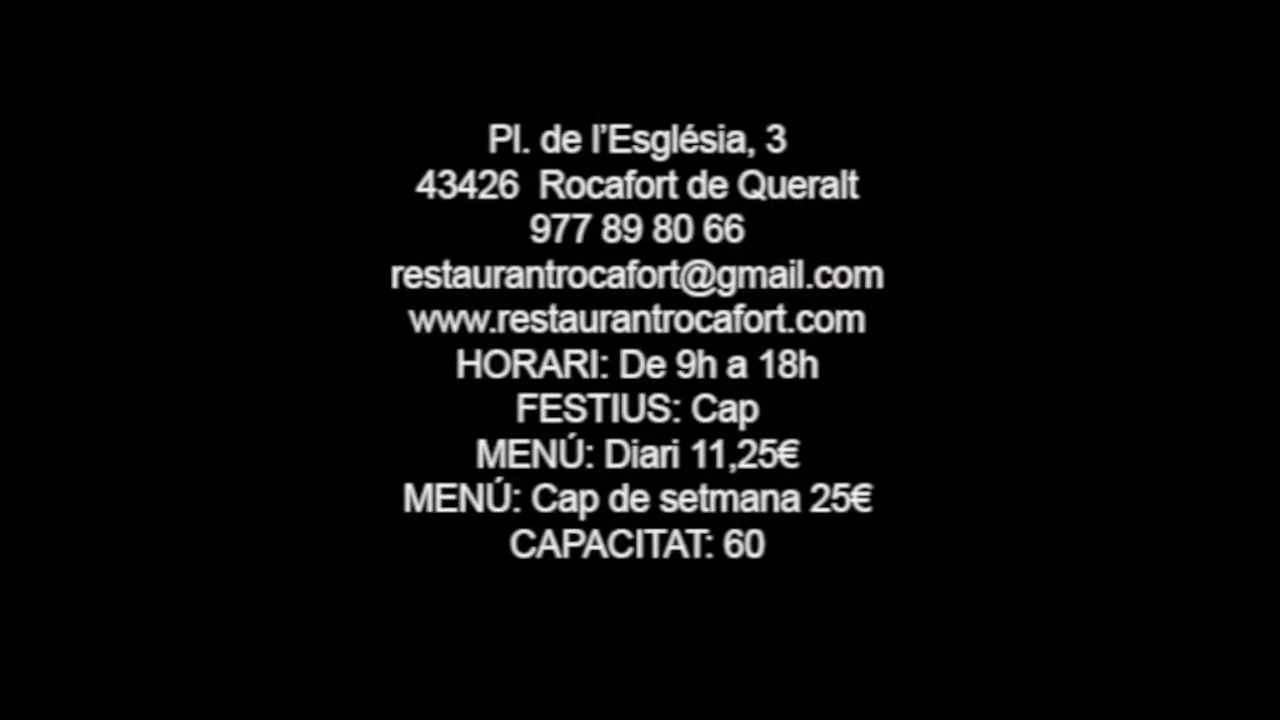 Pl. de l’Església, 3
43426 Rocafort de Queralt
977 89 80 66
restaurantrocafort@gmail.com
www.restaurantrocafort.com
HORARI: De 9h a 18h
FESTIUS: Cap
MENÚ: Diari 11,25€
MENÚ: Cap de setmana 25€
CAPACITAT: 60